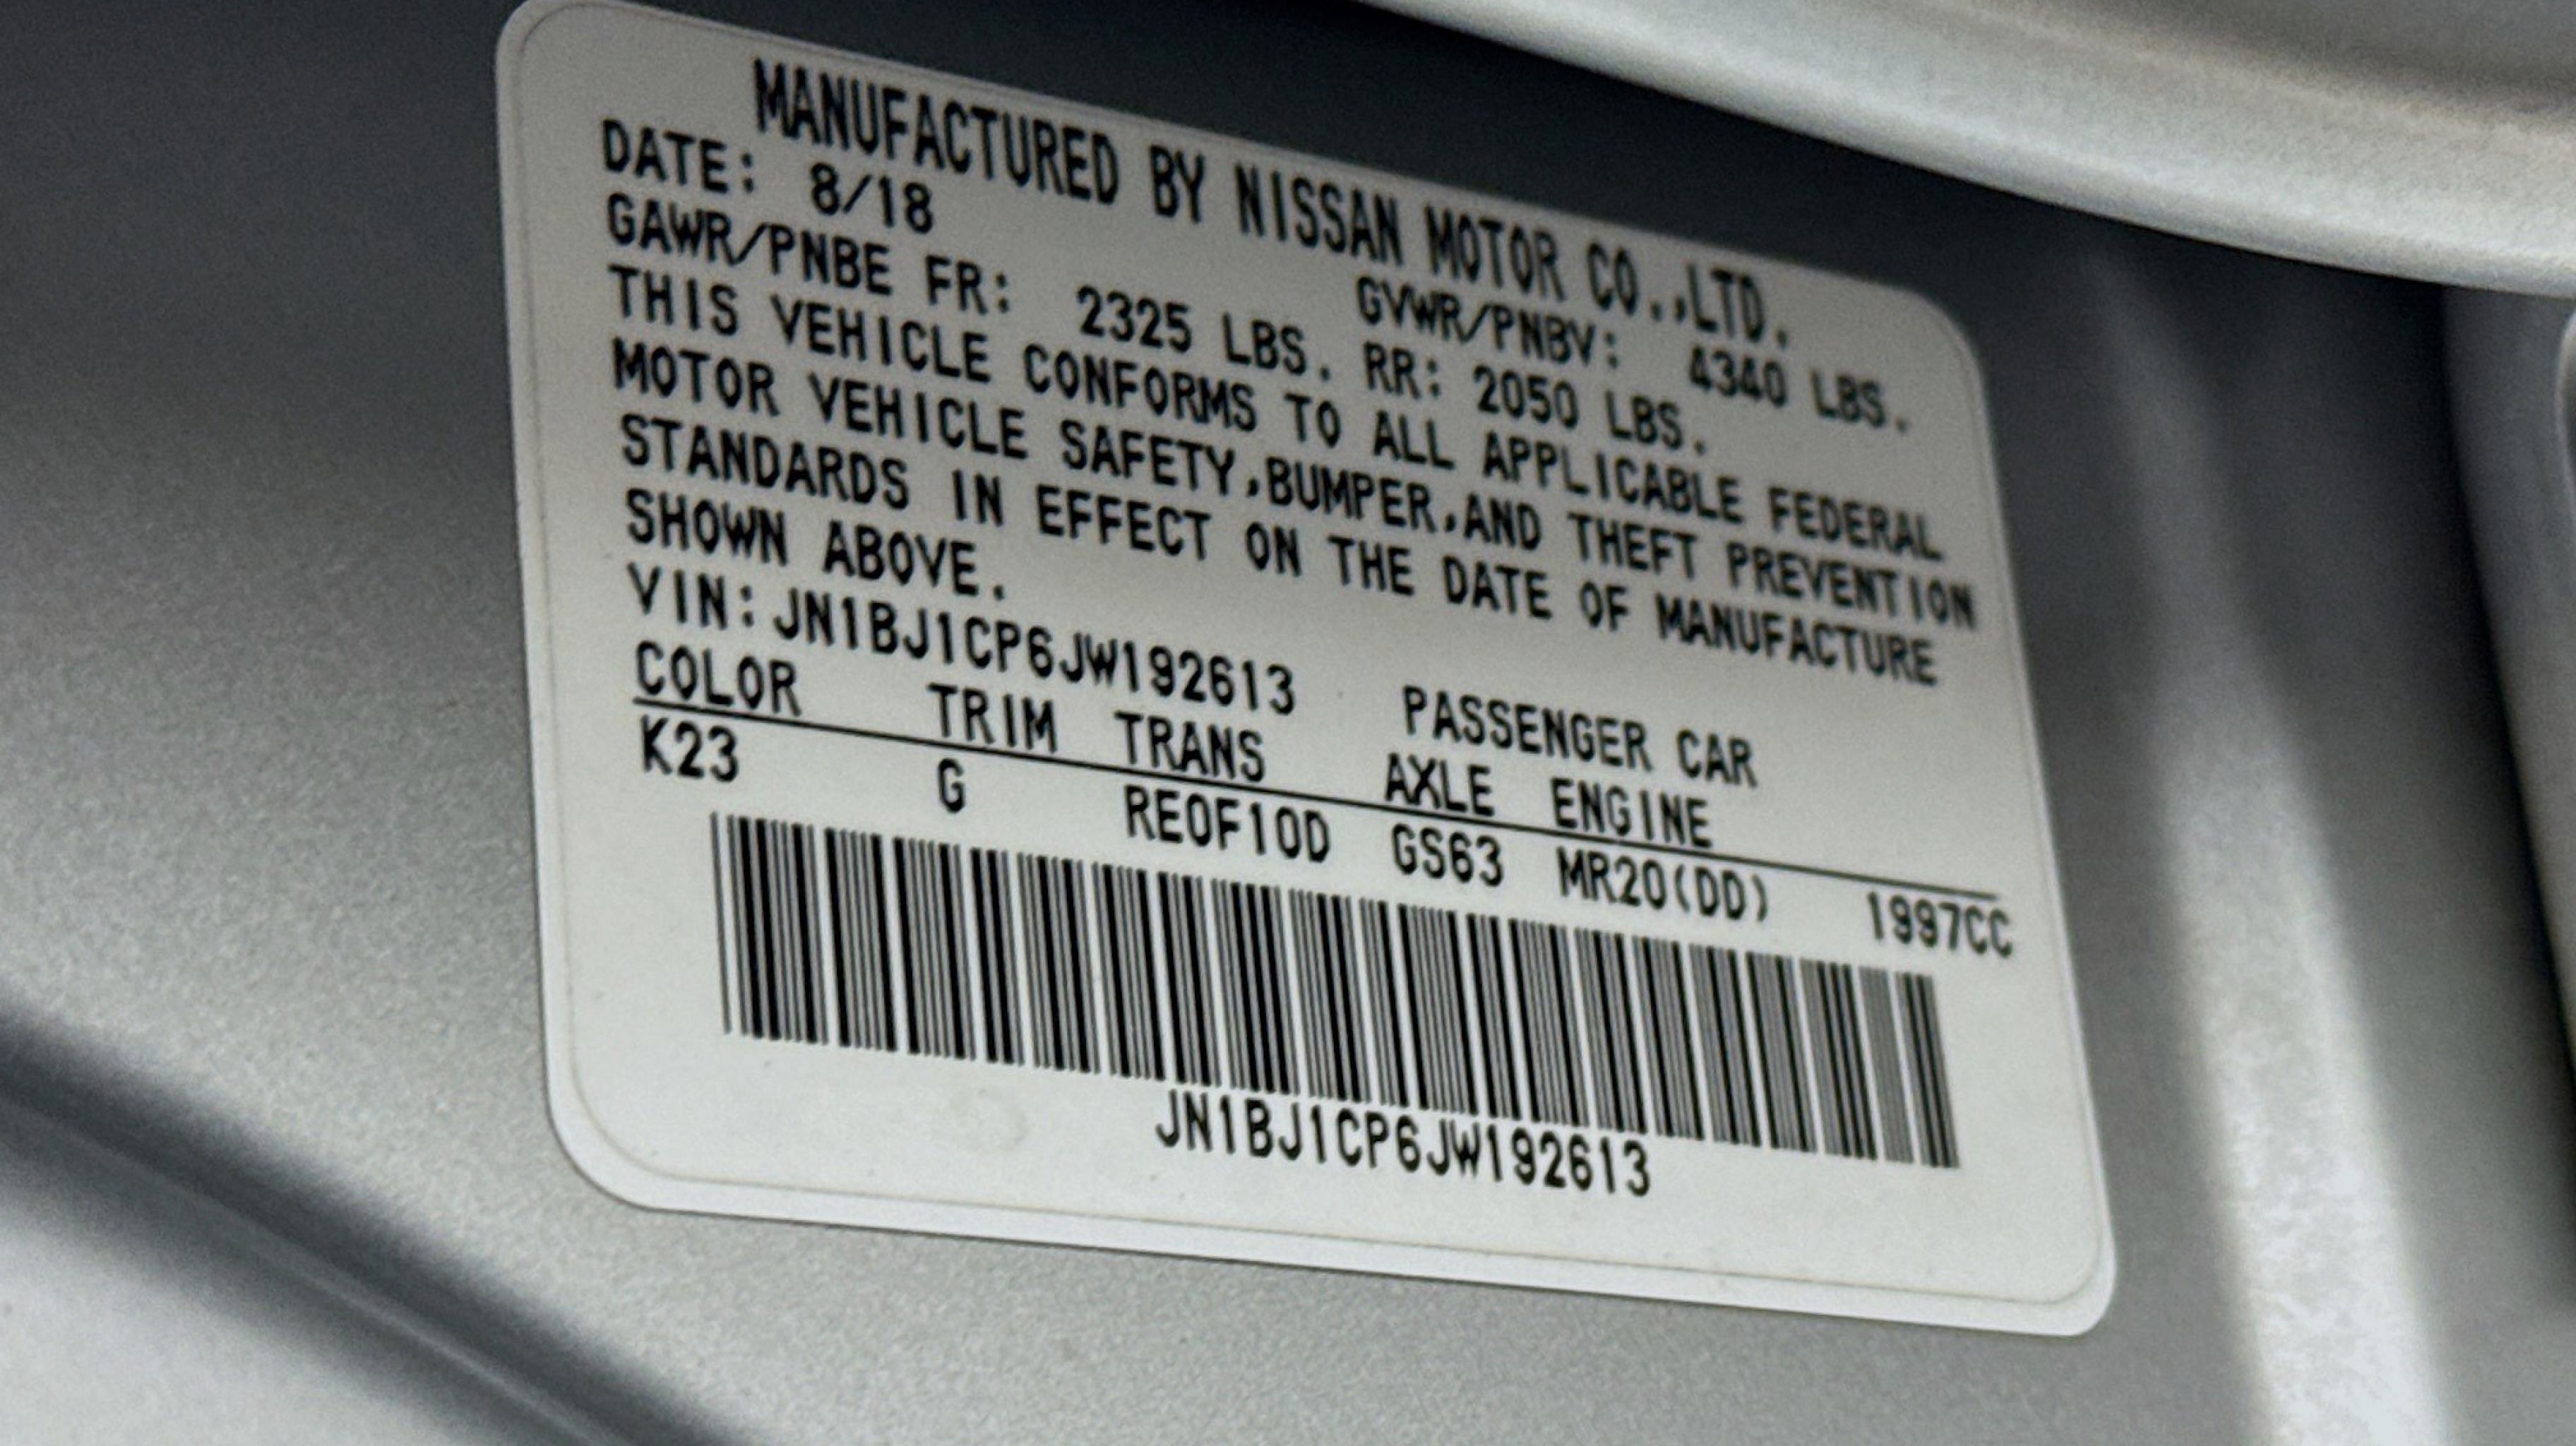 MANUFACTURED BY NISSAN MOTOR CO.,LTD.
DATE: 8/18 GVWR/PNBV: 4340 LBS.
GAWR/PNBE FR: 2325 LBS. RR: 2050 LBS.
THIS VEHICLE CONFORMS TO ALL APPLICABLE FEDERAL
MOTOR VEHICLE SAFETY,BUMPER,AND THEFT PREVENTION
STANDARDS IN EFFECT ON THE DATE OF MANUFACTURE
SHOWN ABOVE.
VIN:JN1BJ1CP6JW192613 PASSENGER CAR
COLOR TRIM TRANS AXLE ENGINE
K23 G RE0F10D GS63 MR20(DD) 1997CC
JN1BJ1CP6JW192613